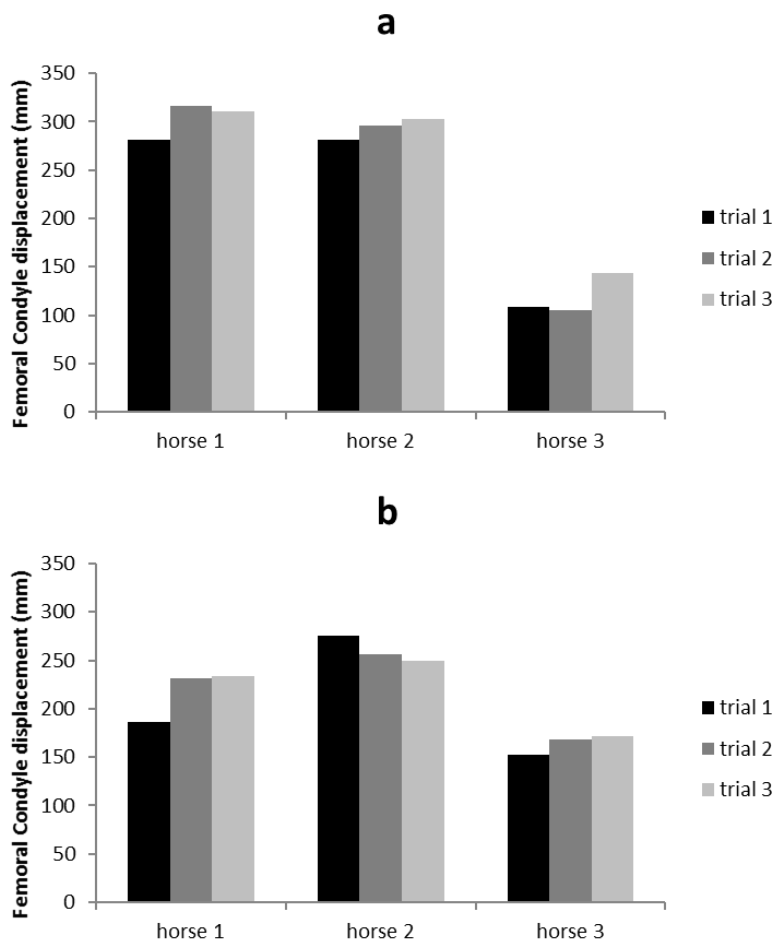 a
Femoral Condyle displacement (mm)
350
300
250
200
150
100
50
0
horse 1 horse 2 horse 3
trial 1
trial 2
trial 3
b
Femoral Condyle displacement (mm)
350
300
250
200
150
100
50
0
horse 1 horse 2 horse 3
trial 1
trial 2
trial 3